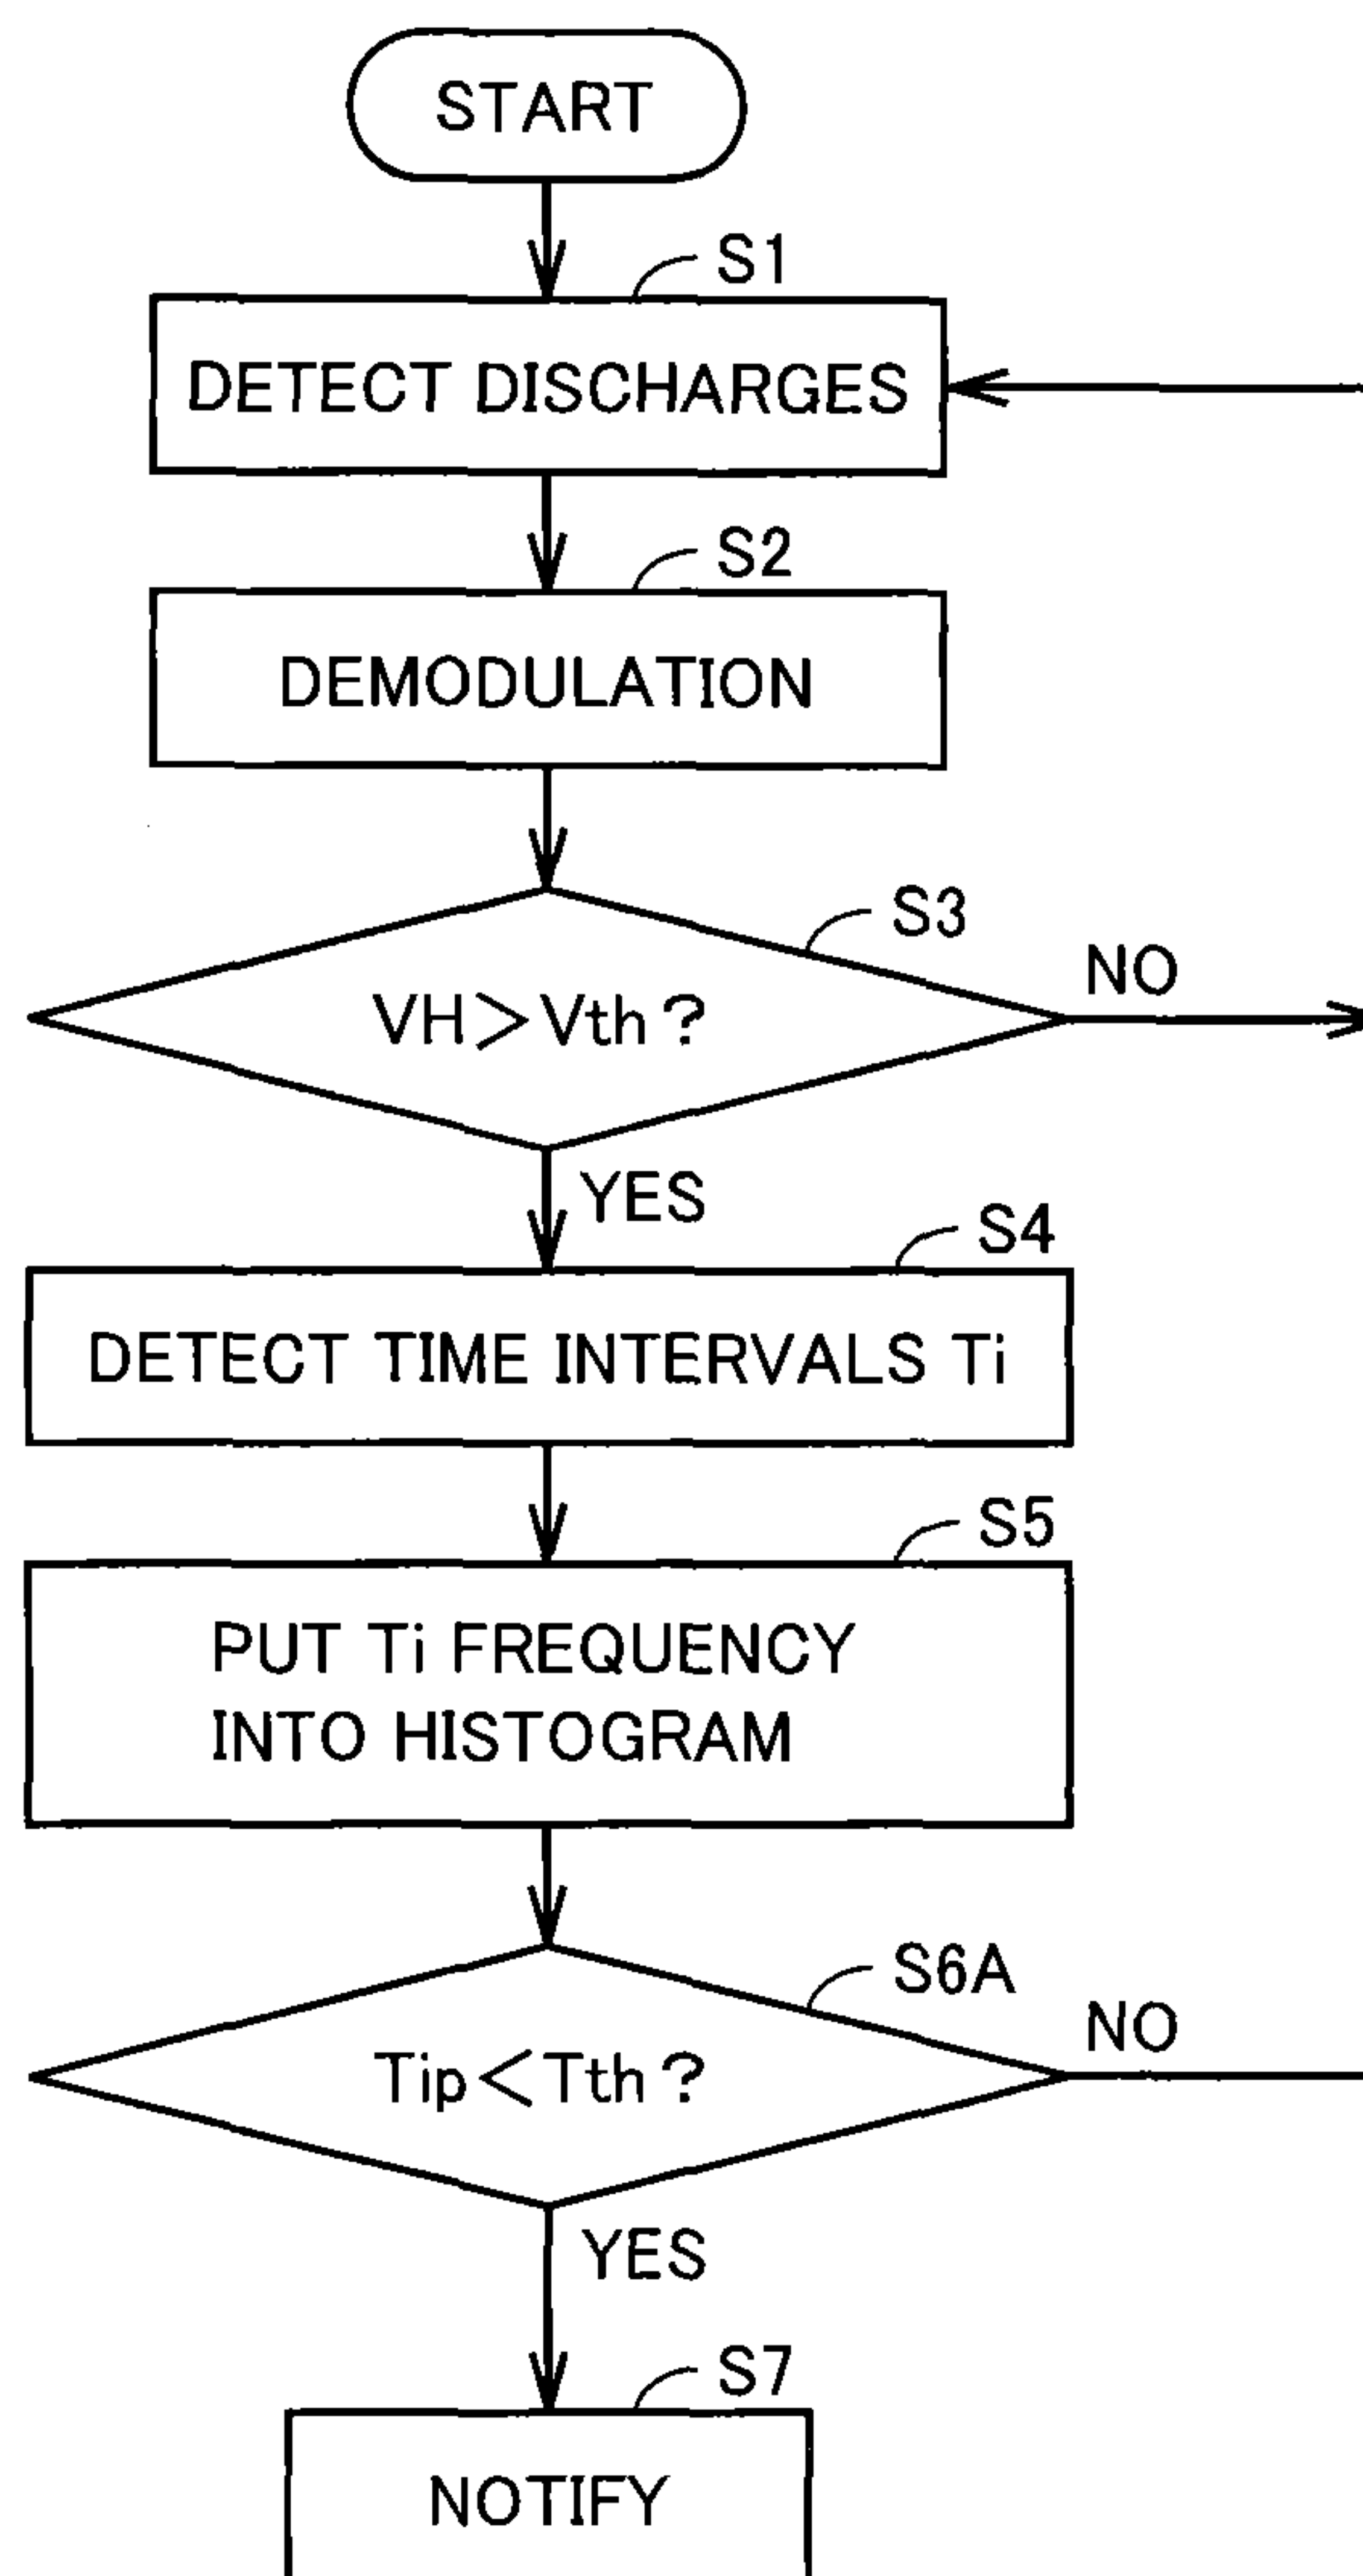 START
S1
DETECT DISCHARGES
S2
DEMODULATION
S3
VH>Vth?
NO
YES
S4
DETECT TIME INTERVALS Ti
S5
PUT Ti FREQUENCY
INTO HISTOGRAM
S6A
Tip<Tth?
NO
YES
S7
NOTIFY